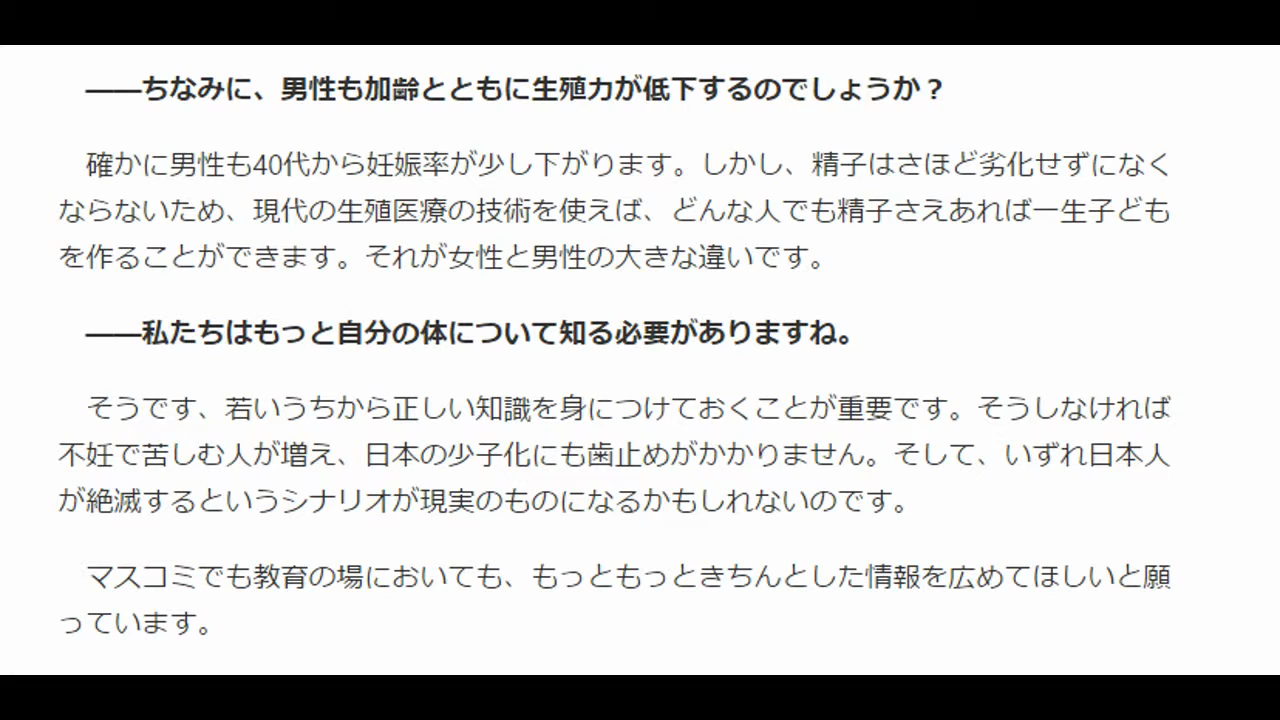 ――ちなみに、男性も加齢とともに生殖力が低下するのでしょうか？
確かに男性も40代から妊娠率が少し下がります。しかし、精子はさほど劣化せずになく
ならないため、現代の生殖医療の技術を使えば、どんな人でも精子さえあれば一生子ども
を作ることができます。それが女性と男性の大きな違いです。
――私たちはもっと自分の体について知る必要がありますね。
そうです、若いうちから正しい知識を身につけておくことが重要です。そうしなければ
不妊で苦しむ人が増え、日本の少子化にも歯止めがかかりません。そして、いずれ日本人
が絶滅するというシナリオが現実のものになるかもしれないのです。
マスコミでも教育の場においても、もっともっときちんとした情報を広めてほしいと願
っています。